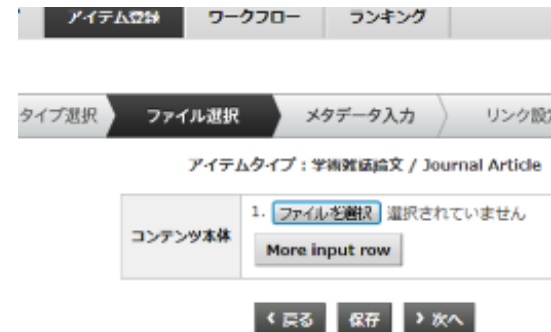 アイテム登録 ワークフロー ランキング
タイプ選択 ファイル選択 メタデータ入力 リンク設
アイテムタイプ : 学術雑誌論文 / Journal Article
コンテンツ本体
1. ファイルを選択 選択されていません
More input row
戻る 保存 次へ